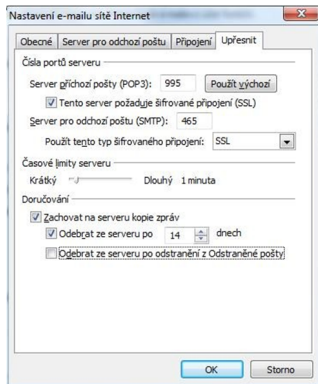 Nastavení e-mailu sítě Internet
Obecné Server pro odchozí poštu Připojení Upřesnit
Čísla portů serveru
Server příchozí pošty (POP3): 995 Použít výchozí
Tento server požaduje šifrované připojení (SSL)
Server pro odchozí poštu (SMTP): 465
Použít tento typ šifrovaného připojení: SSL
Časové limity serveru
Krátký Dlouhý 1 minuta
Doručování
Zachovat na serveru kopie zpráv
Odebrat ze serveru po 14 dnech
Odebrat ze serveru po odstranění z Odstraněné pošty
OK Storno